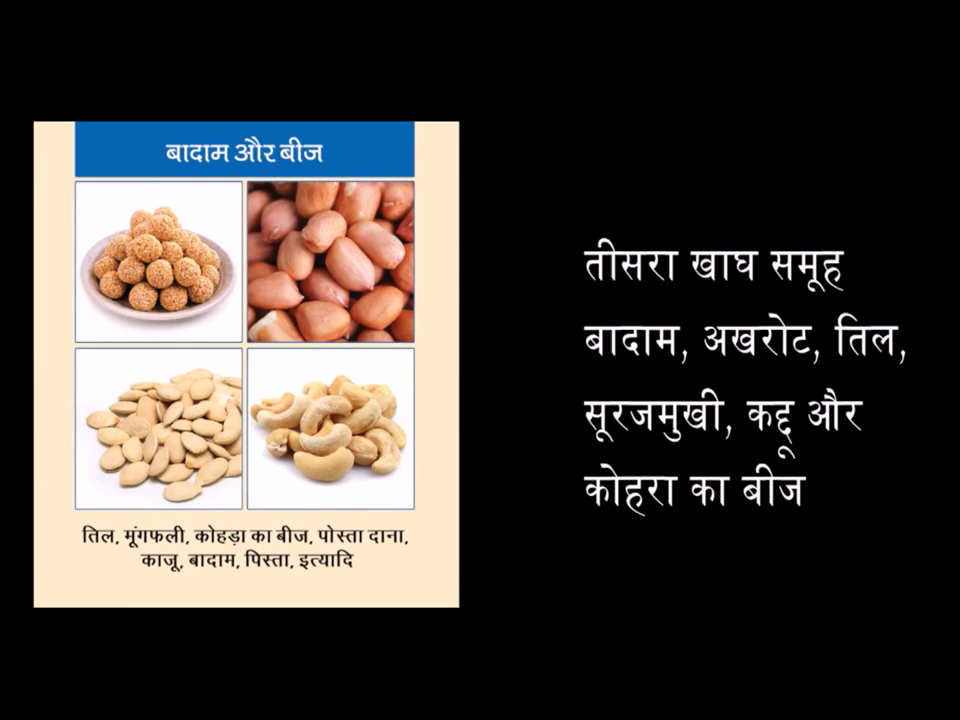 बादाम और बीज
तिल, मूंगफली, कोहड़ा का बीज, पोस्ता दाना,
काजू, बादाम, पिस्ता, इत्यादि
तीसरा खाघ समूह
बादाम, अखरोट, तिल,
सूरजमुखी, कद्दू और
कोहरा का बीज